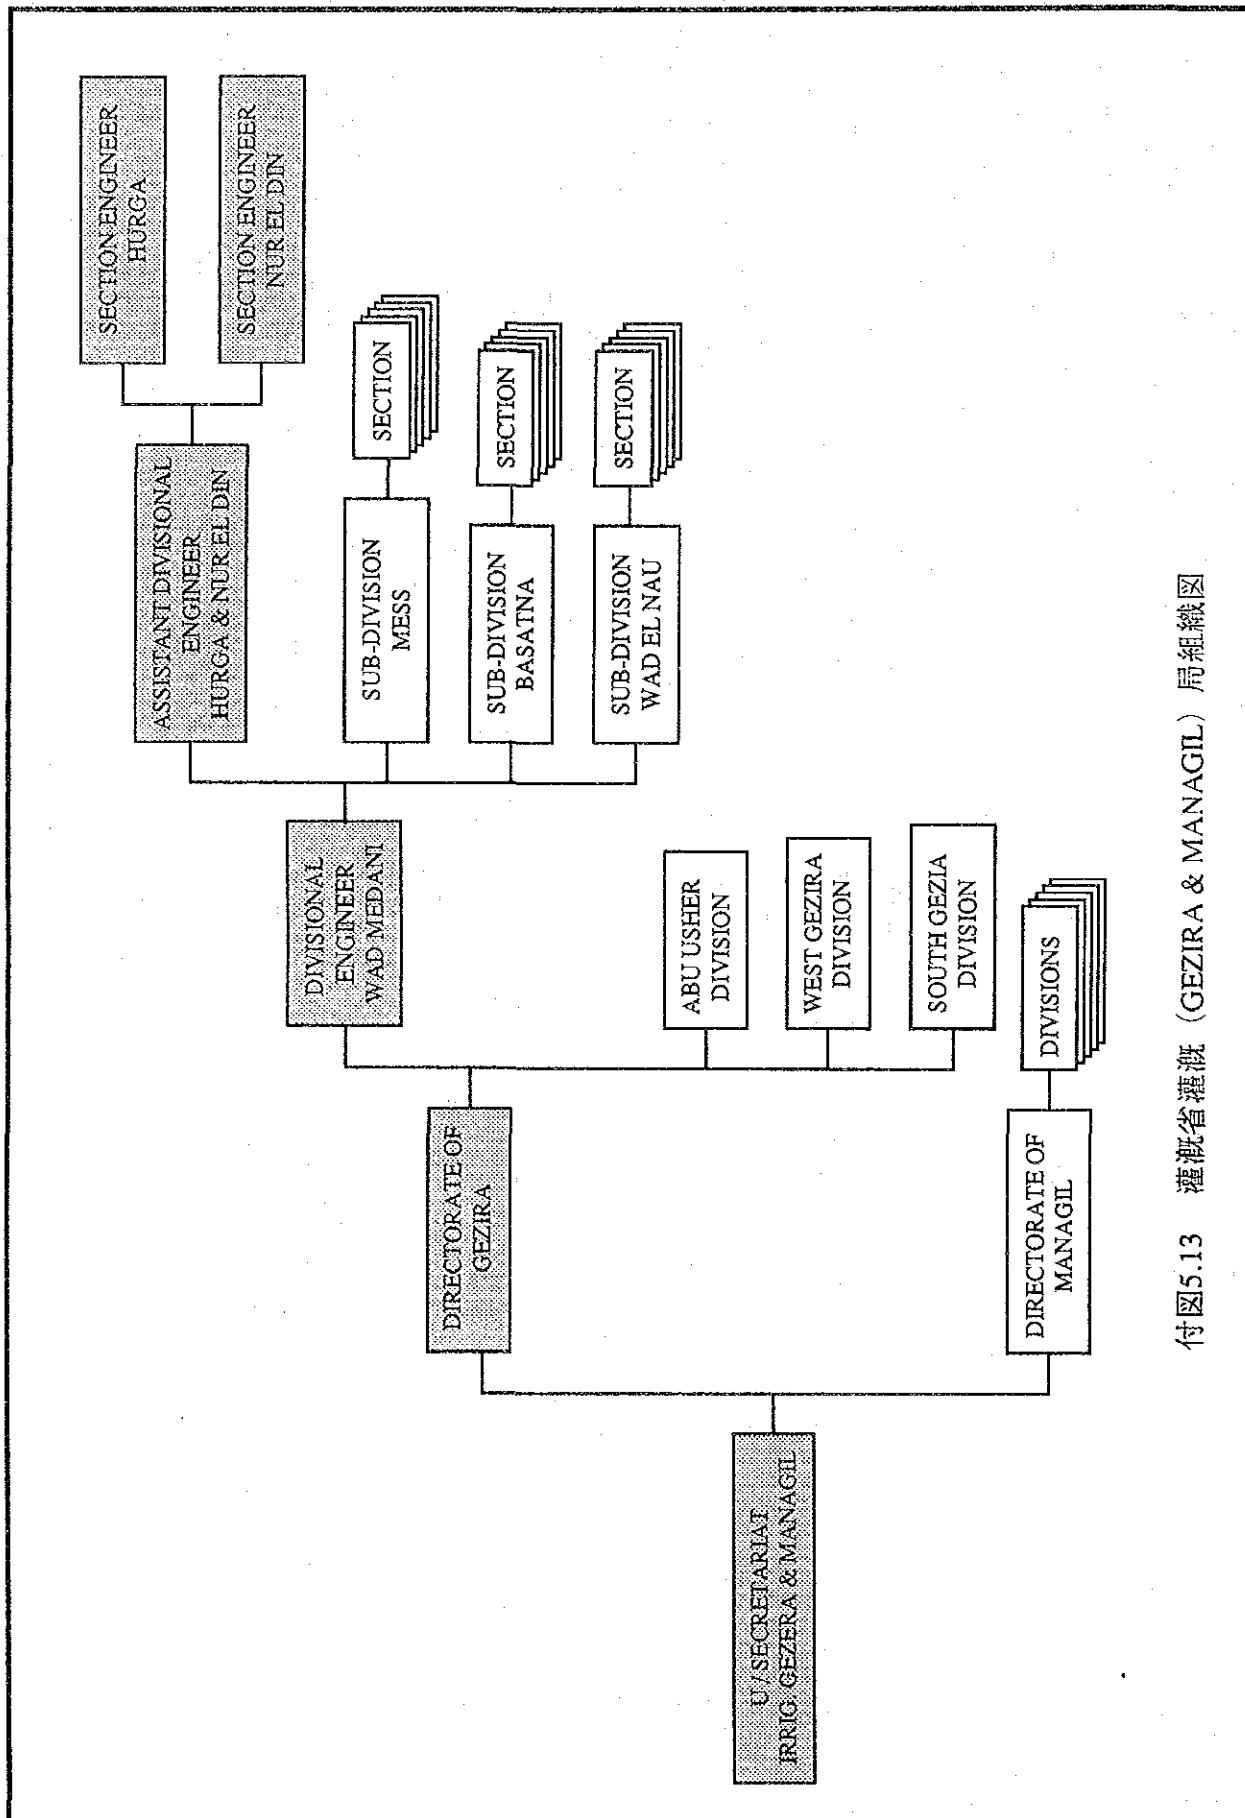 U / SECRETARIAT
IRRIG. GEZERA & MANAGIL
DIRECTORATE OF
GEZIRA
DIRECTORATE OF
MANAGIL
DIVISIONAL
ENGINEER
WAD MEDANI
ABU USHER
DIVISION
WEST GEZIRA
DIVISION
SOUTH GEZIA
DIVISION
DIVISIONS
ASSISTANT DIVISIONAL
ENGINEER
HURGA & NUR EL DIN
SUB-DIVISION
MESS
SUB-DIVISION
BASATNA
SUB-DIVISION
WAD EL NAU
SECTION
SECTION
SECTION
SECTION ENGINEER
HURGA
SECTION ENGINEER
NUR EL DIN
付図5.13 灌漑省灌漑（GEZIRA & MANAGIL）局組織図